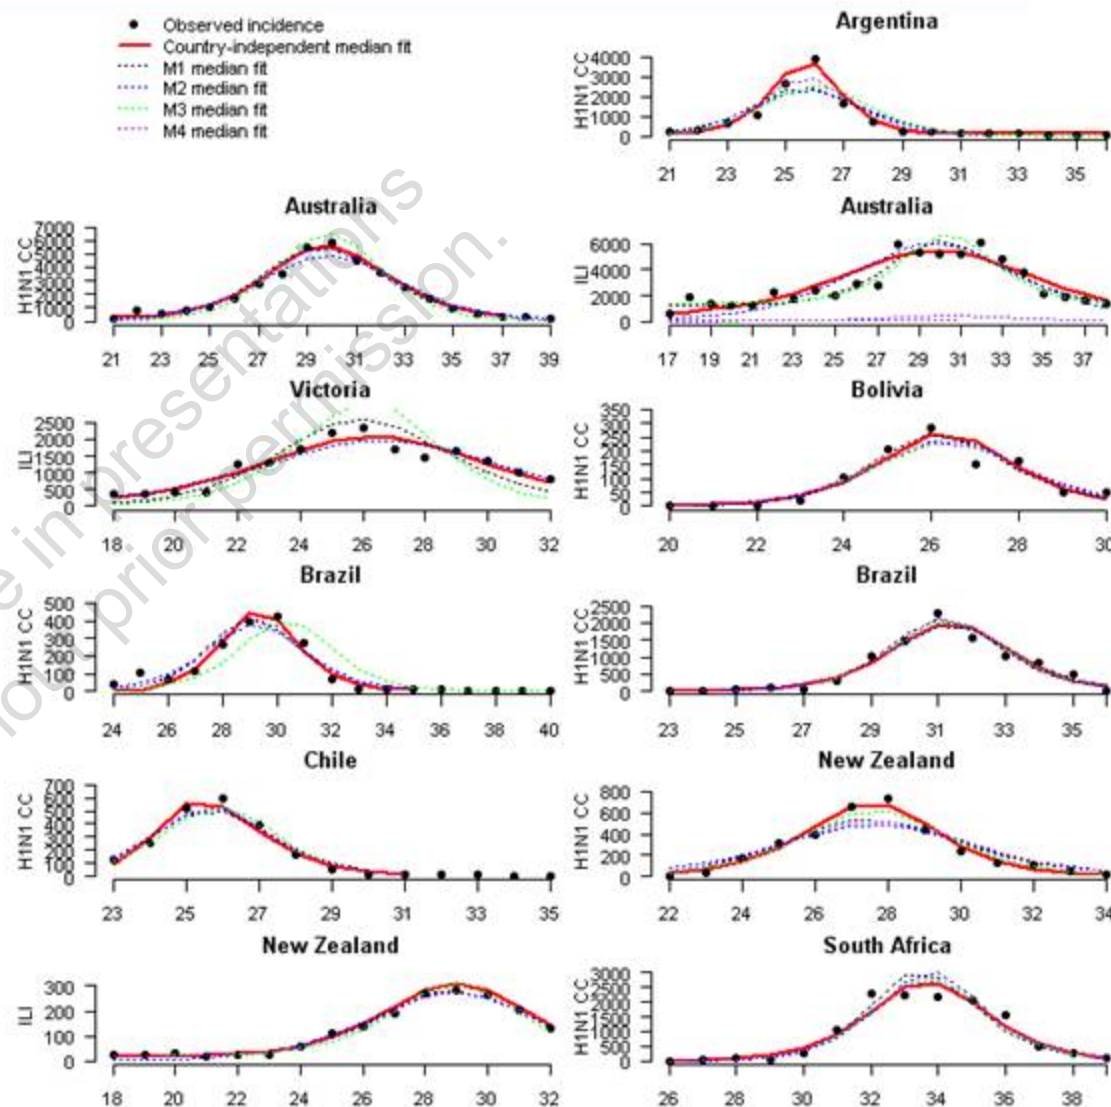 Observed incidence
Country-independent median fit
M1 median fit
M2 median fit
M3 median fit
M4 median fit
Argentina
H1N1 CC
4000
3000
2000
1000
0
21 23 25 27 29 31 33 35
Australia
H1N1 CC
7000
5000
4000
3000
2000
1000
0
21 23 25 27 29 31 33 35 37 39
Australia
ILI
6000
4000
2000
0
17 19 21 23 25 27 29 31 33 35 37
Victoria
ILI
2500
2000
1500
1000
500
0
18 20 22 24 26 28 30 32
Bolivia
H1N1 CC
350
250
200
150
100
50
0
20 22 24 26 28 30
Brazil
H1N1 CC
500
400
300
200
100
0
24 26 28 30 32 34 36 38 40
Brazil
H1N1 CC
2500
2000
1500
1000
500
0
23 25 27 29 31 33 35
Chile
H1N1 CC
700
600
500
400
300
200
100
0
23 25 27 29 31 33 35
New Zealand
H1N1 CC
800
600
400
200
0
22 24 26 28 30 32 34
New Zealand
ILI
300
200
100
0
18 20 22 24 26 28 30 32
South Africa
H1N1 CC
3000
2000
1500
1000
500
0
26 28 30 32 34 36 38
in presentations
prior permission.